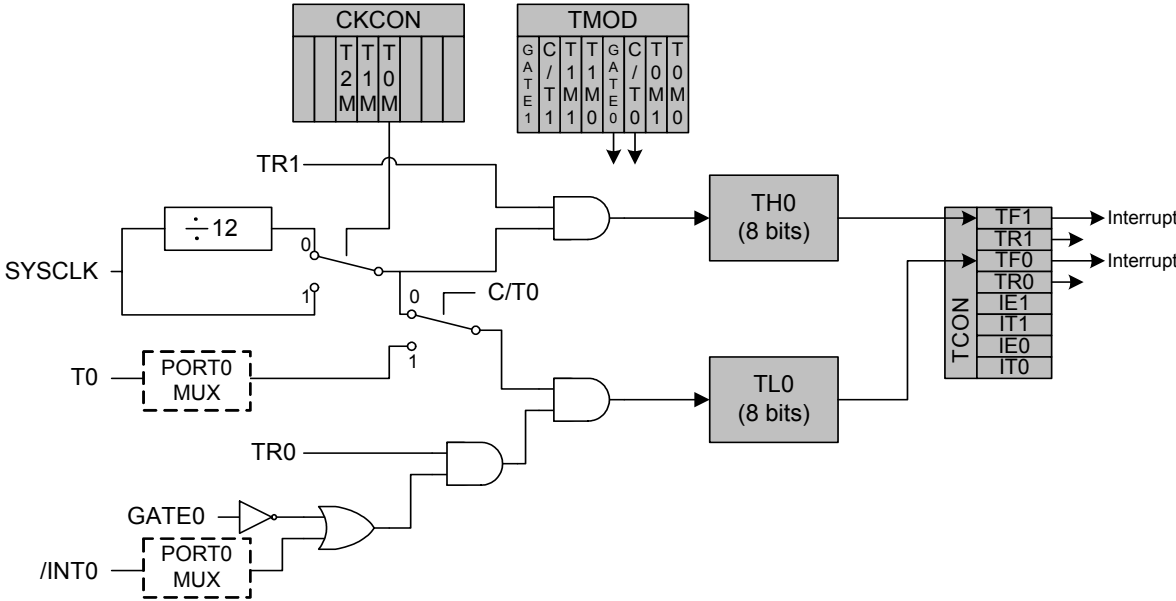 CKCON
T2M T1M T0M
TMOD
GATE1 C/T1 T1M1 T1M0 GATE0 C/T0 T0M1 T0M0
TR1
÷12
0
SYSCLK
1
C/T0
0
1
T0
PORT0
MUX
TR0
GATE0
/INT0
PORT0
MUX
TH0
(8 bits)
TL0
(8 bits)
TCON
TF1
TR1
TF0
TR0
IE1
IT1
IE0
IT0
Interrupt
Interrupt